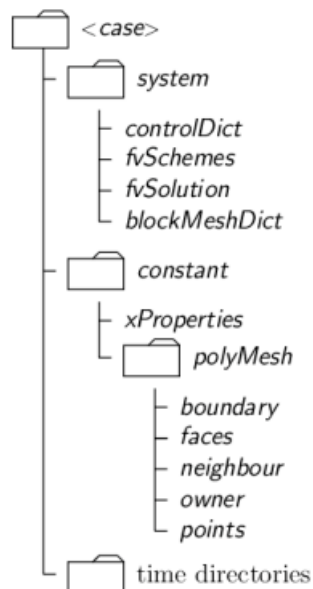 <case>
system
controlDict
fvSchemes
fvSolution
blockMeshDict
constant
xProperties
polyMesh
boundary
faces
neighbour
owner
points
time directories